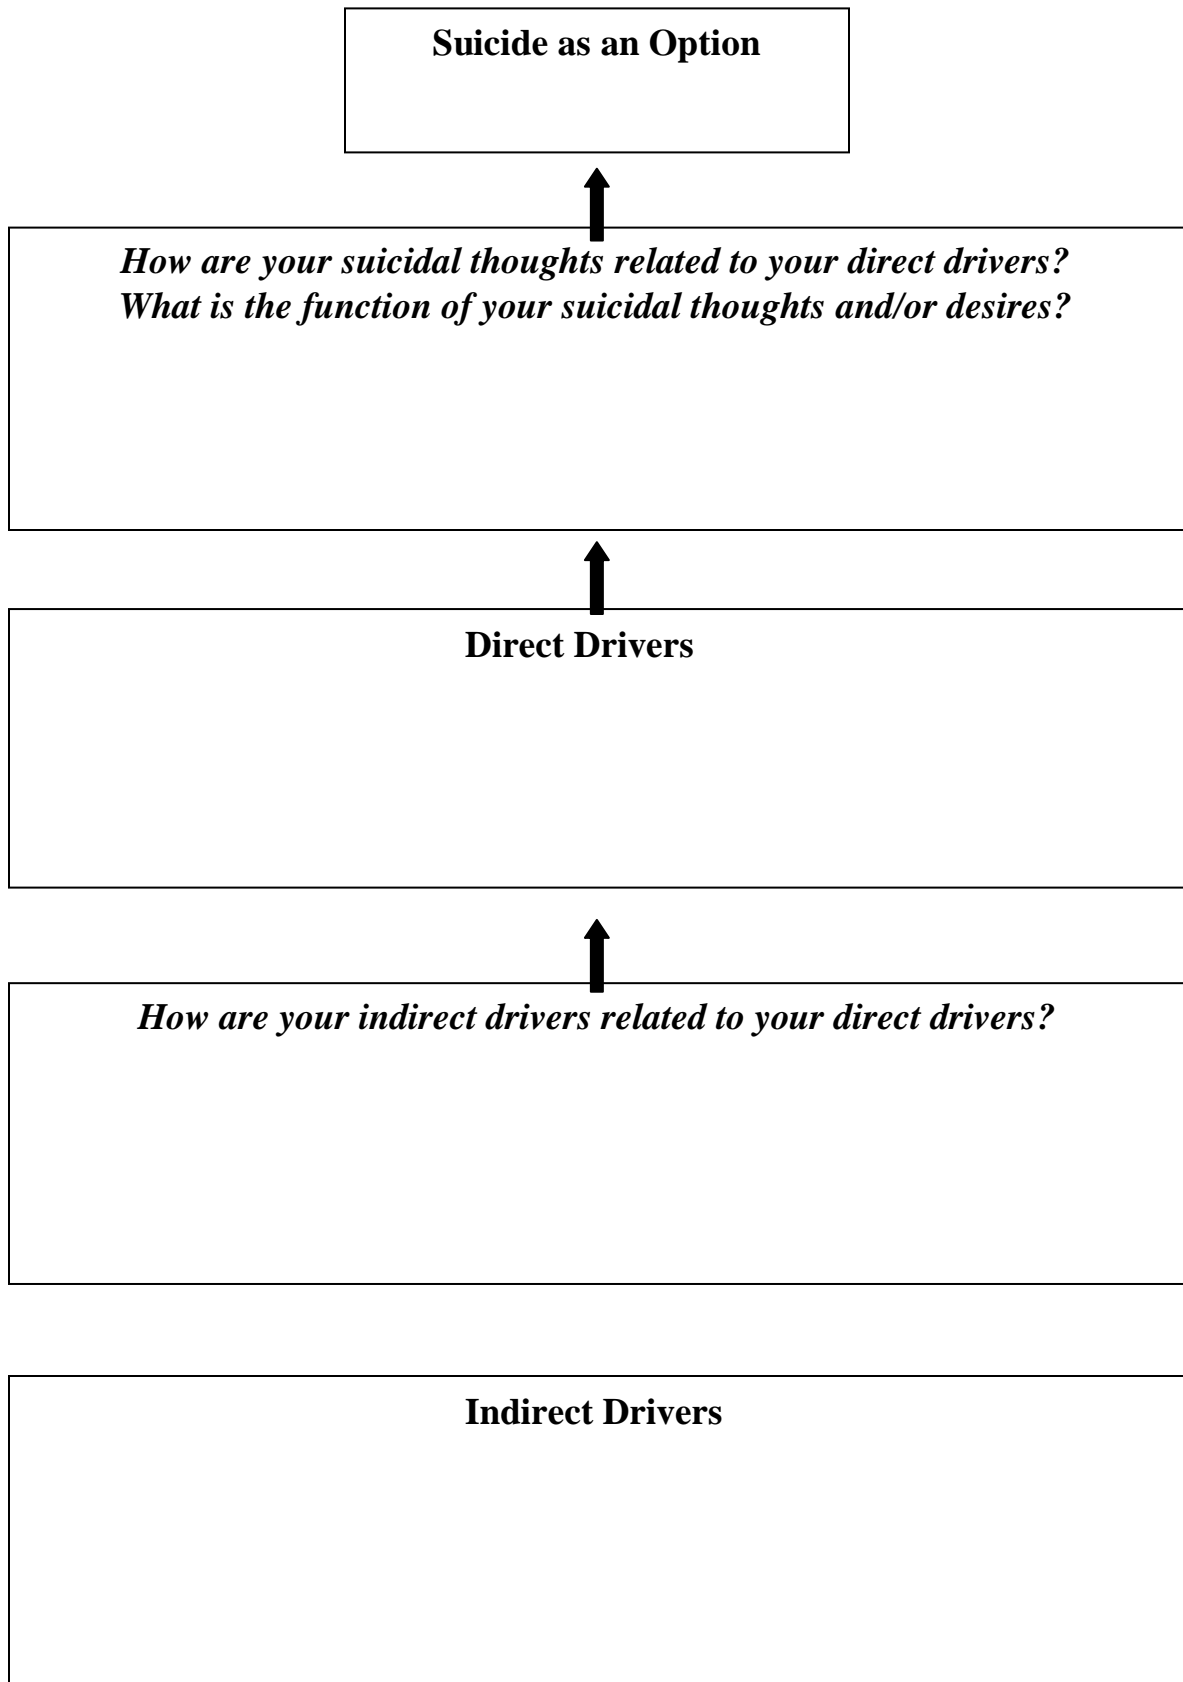 Suicide as an Option
How are your suicidal thoughts related to your direct drivers?
What is the function of your suicidal thoughts and/or desires?
Direct Drivers
How are your indirect drivers related to your direct drivers?
Indirect Drivers